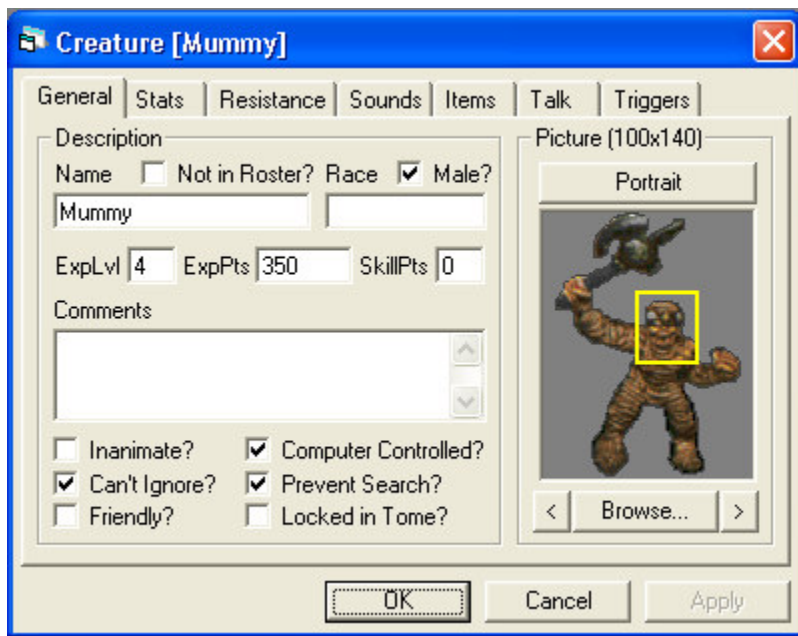 Creature [Mummy]
General Stats Resistance Sounds Items Talk Triggers
Description
Name Not in Roster? Race Male?
Mummy
ExpLvl 4 ExpPts 350 SkillPts 0
Comments
Inanimate? Computer Controlled?
Can't Ignore? Prevent Search?
Friendly? Locked in Tome?
Picture (100x140)
Portrait
< Browse... >
OK Cancel Apply